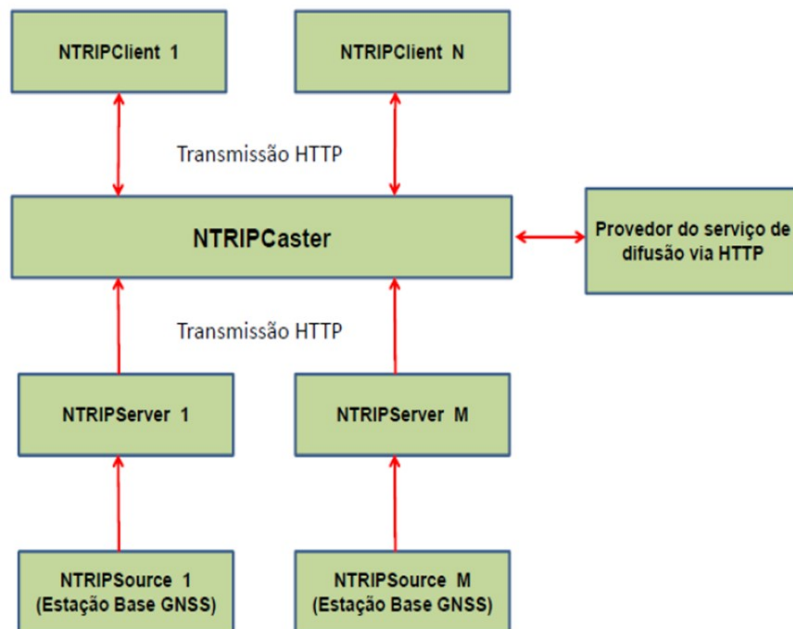 NTRIPClient 1
NTRIPClient N
Transmissão HTTP
NTRIPCaster
Provedor do serviço de
difusão via HTTP
Transmissão HTTP
NTRIPServer 1
NTRIPServer M
NTRIPSource 1
(Estação Base GNSS)
NTRIPSource M
(Estação Base GNSS)